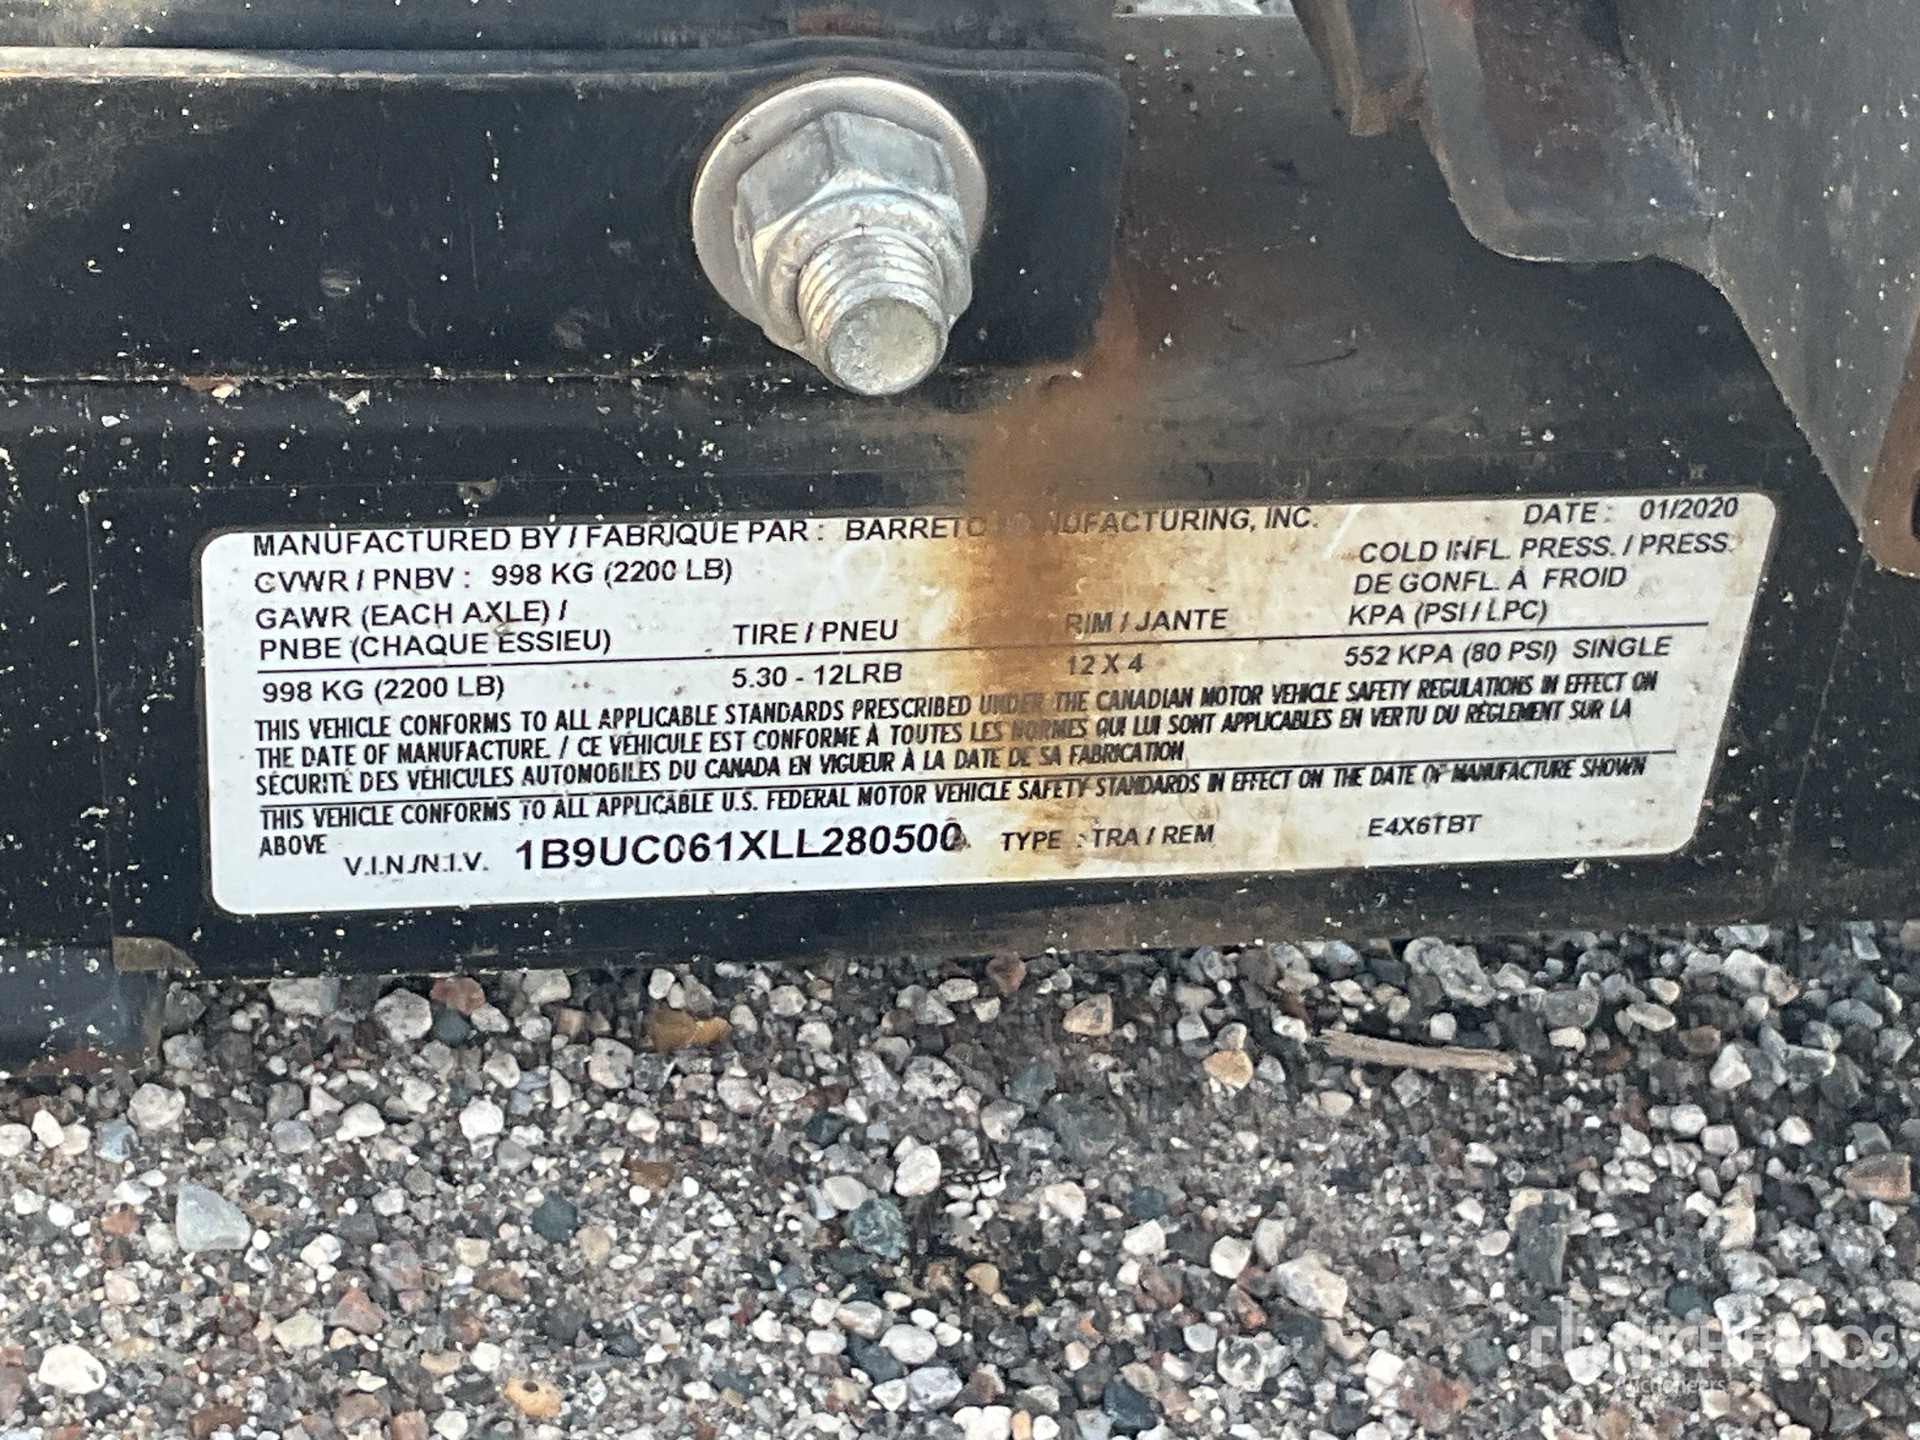 MANUFACTURED BY / FABRIQUE PAR : BARRETO MANUFACTURING, INC. DATE : 01/2020
GVWR / PNBV : 998 KG (2200 LB)
COLD INFL. PRESS. / PRESS.
DE GONFL. À FROID
KPA (PSI / LPC)
GAWR (EACH AXLE) /
PNBE (CHAQUE ESSIEU) TIRE / PNEU RIM / JANTE
998 KG (2200 LB) 5.30 - 12LRB 12 X 4 552 KPA (80 PSI) SINGLE
THIS VEHICLE CONFORMS TO ALL APPLICABLE STANDARDS PRESCRIBED UNDER THE CANADIAN MOTOR VEHICLE SAFETY REGULATIONS IN EFFECT ON
THE DATE OF MANUFACTURE. / CE VÉHICULE EST CONFORME À TOUTES LES NORMES QUI LUI SONT APPLICABLES EN VERTU DU RÈGLEMENT SUR LA
SÉCURITÉ DES VÉHICULES AUTOMOBILES DU CANADA EN VIGUEUR À LA DATE DE SA FABRICATION
THIS VEHICLE CONFORMS TO ALL APPLICABLE U.S. FEDERAL MOTOR VEHICLE SAFETY STANDARDS IN EFFECT ON THE DATE OF MANUFACTURE SHOWN
ABOVE
V.I.N./N.I.V. 1B9UC061XLL280500 TYPE : TRA / REM E4X6TBT
RITCHIE BROS.
Auctioneers